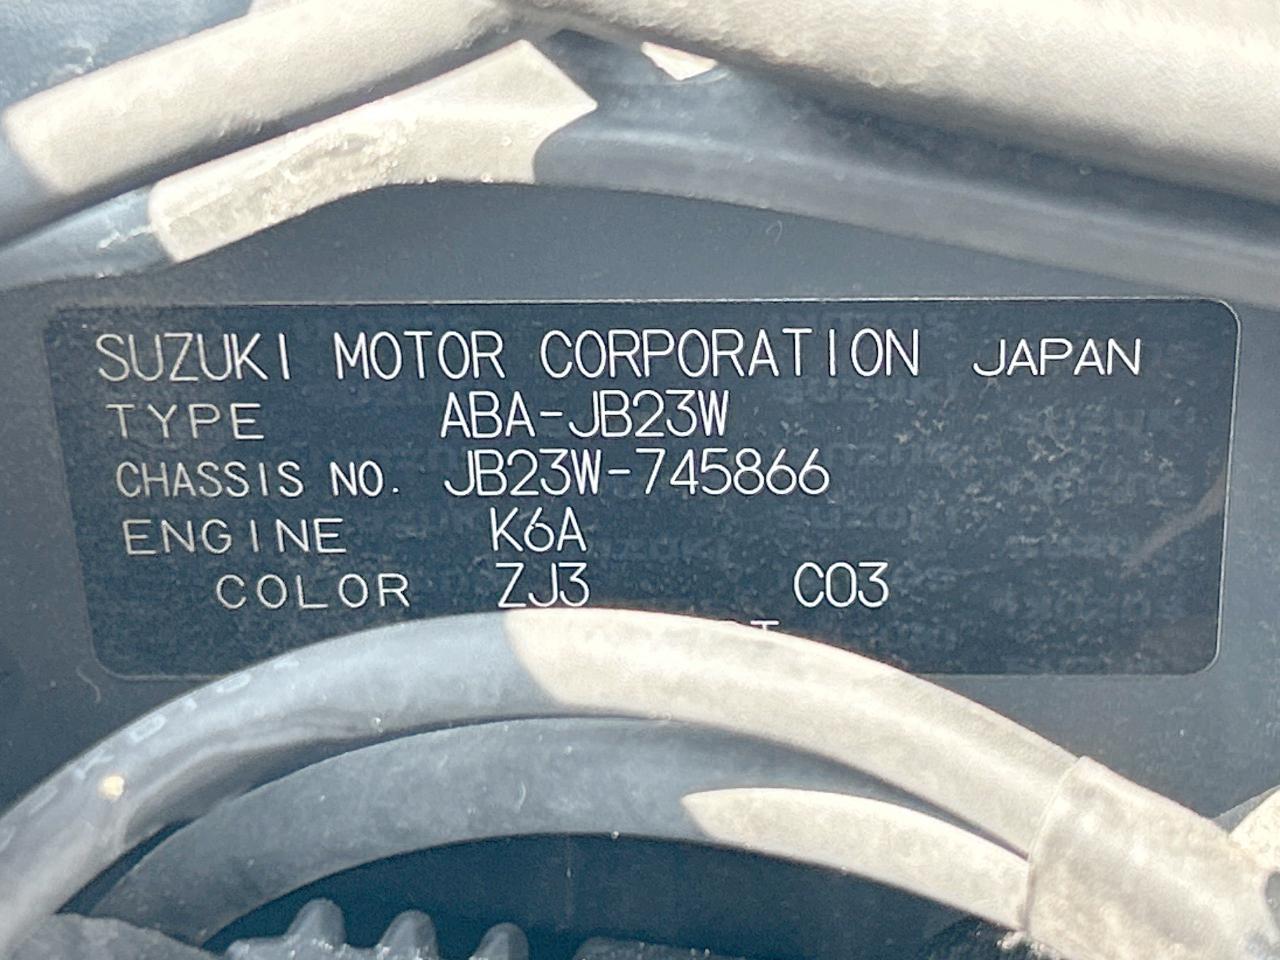 SUZUKI MOTOR CORPORATION JAPAN
TYPE ABA-JB23W
CHASSIS NO. JB23W-745866
ENGINE K6A
COLOR ZJ3 C03